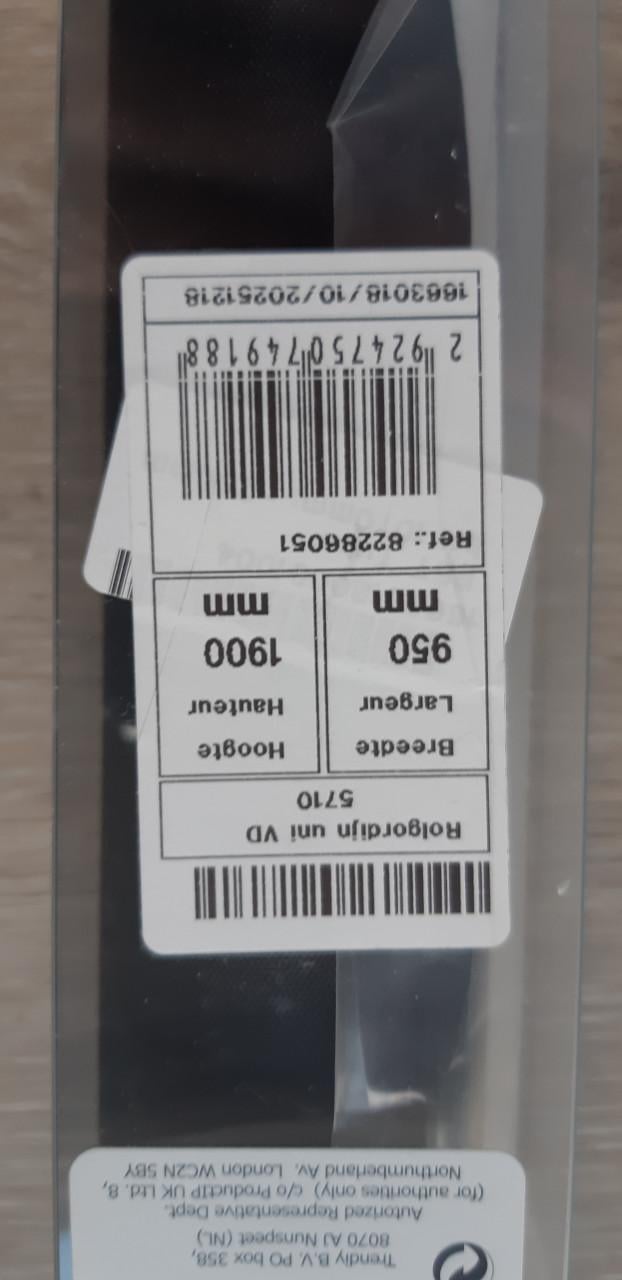 Rolgordijn uni VD
5710
Breedte
Largeur
950
mm
Hoogte
Hauteur
1900
mm
Ref.: 82286051
2 924750 749188
1663018/10/20251218
Trendiy B.V. PO box 358,
8070 AJ Nunspeet (NL)
Autorized Representative Dept.
(for authorities only) c/o ProductIP UK Ltd. 8,
Northumberland Av. London WC2N 5BY